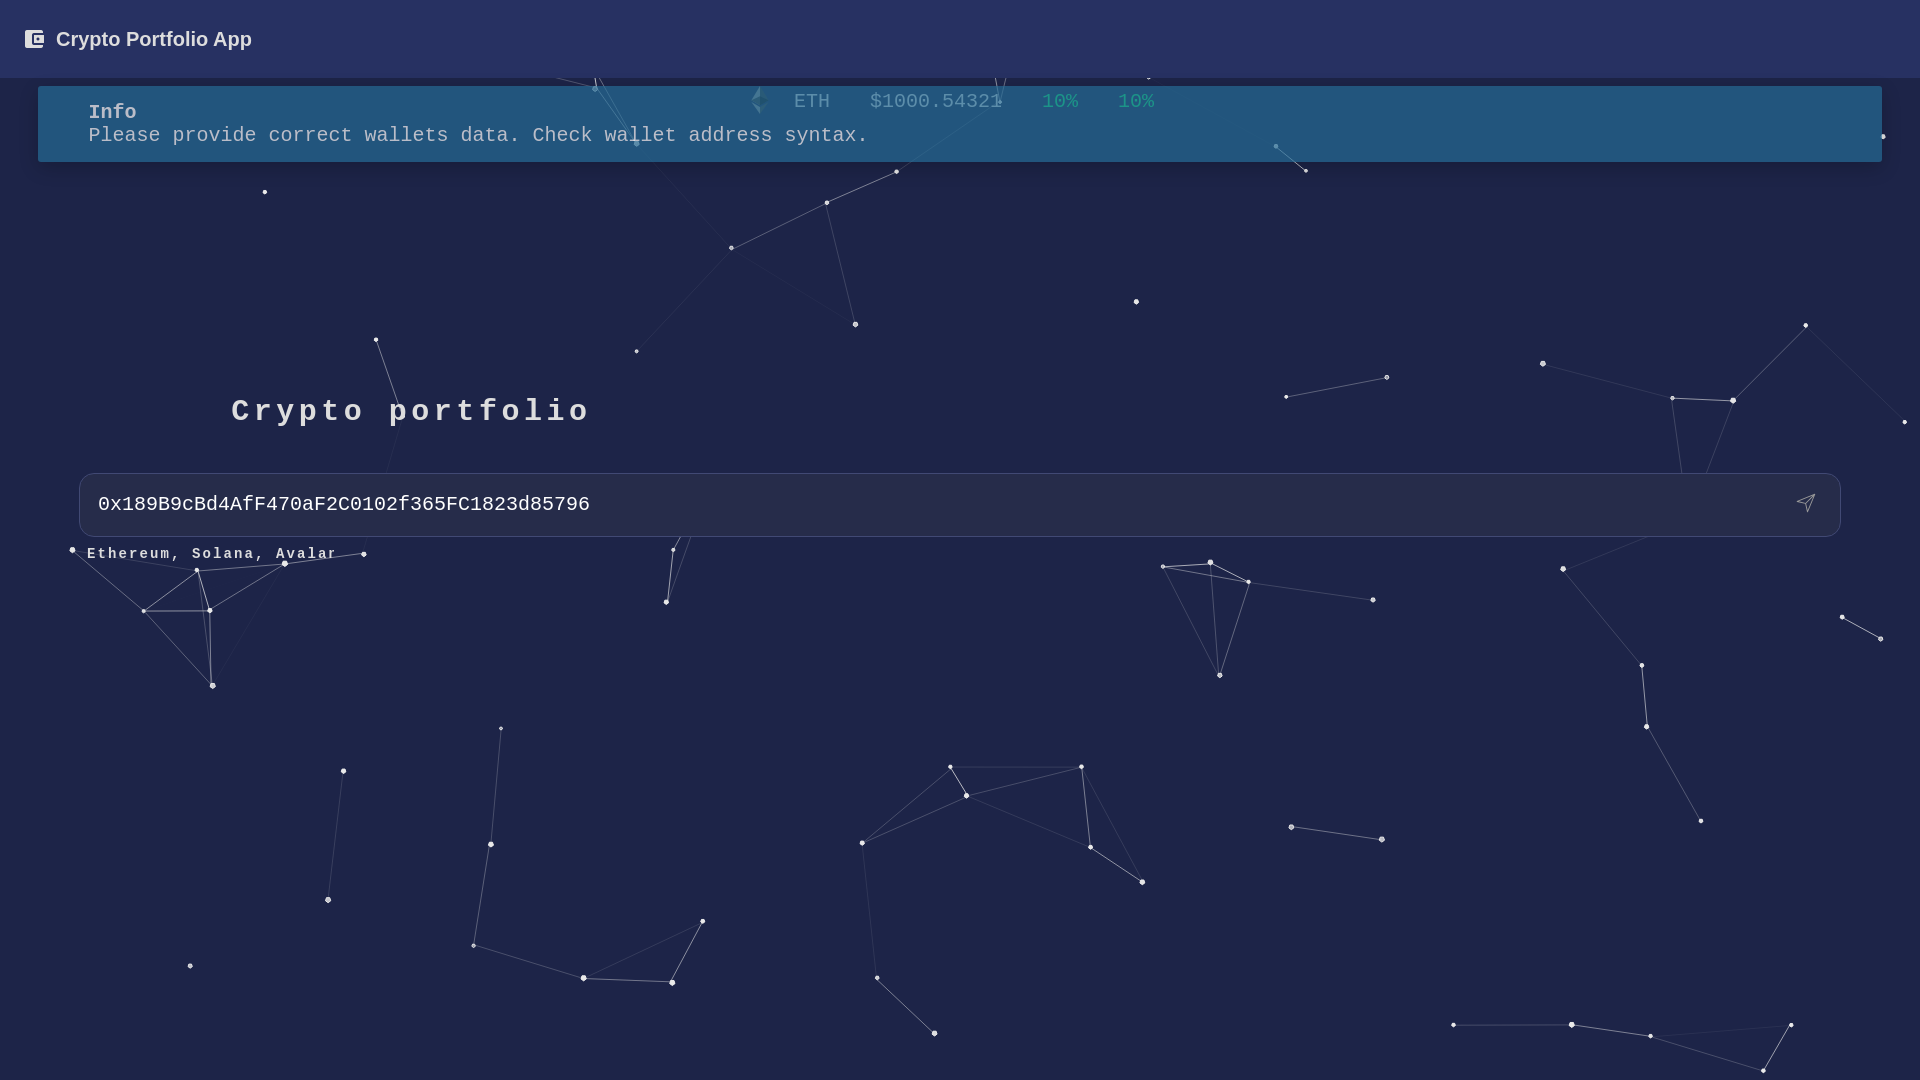 Crypto Portfolio App
ETH $1000.54321 10% 10%
Info
Please provide correct wallets data. Check wallet address syntax.
Crypto portfolio
0x189B9cBd4AfF470aF2C0102f365FC1823d85796
Ethereum, Solana, Avalar